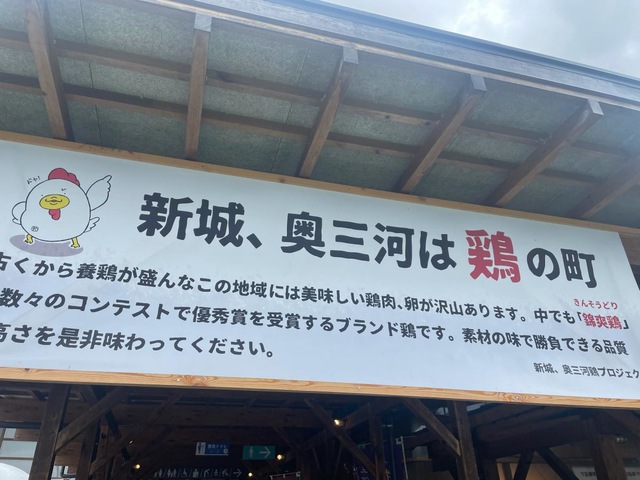 新城、奥三河は鶏の町
古くから養鶏が盛んなこの地域には美味しい鶏肉、卵が沢山あります。中でも「錦爽鶏」
きんそうどり
数々のコンテストで優秀賞を受賞するブランド鶏です。素材の味で勝負できる品質
高さを是非味わってください。
新城、奥三河鶏プロジェク